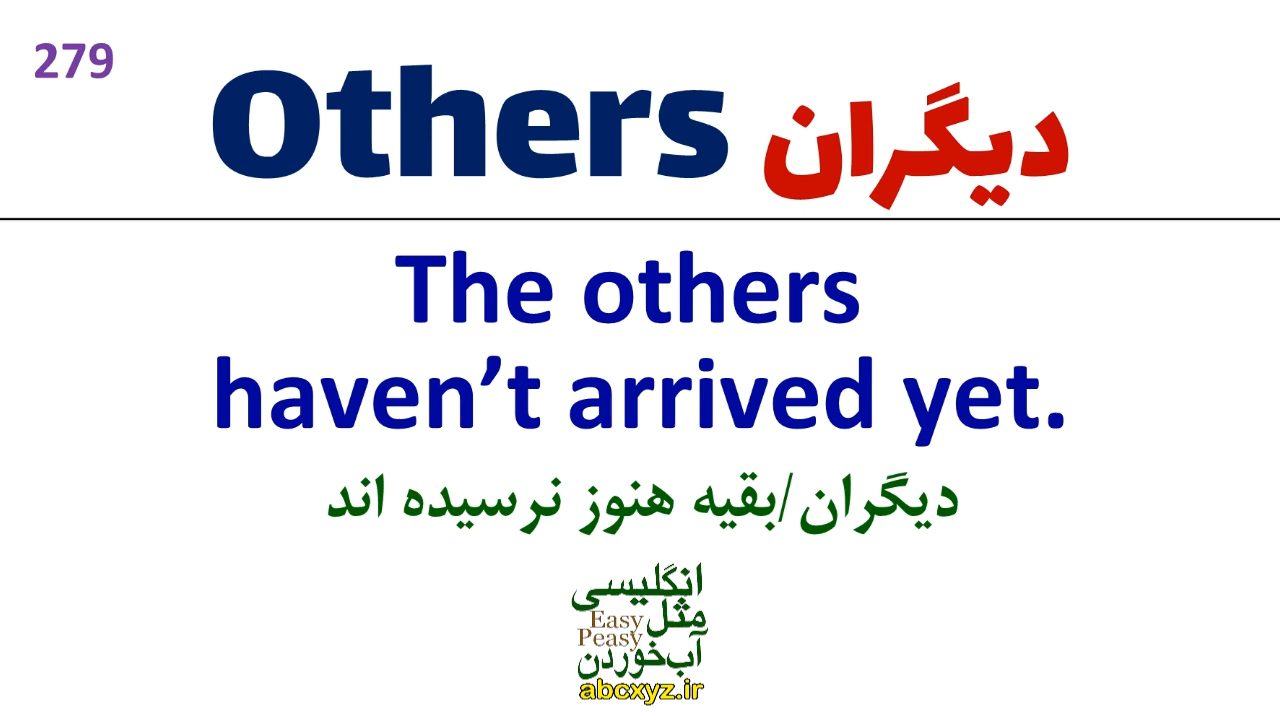 279
Others دیگران
The others
haven’t arrived yet.
دیگران/بقیه هنوز نرسیده اند
انگلیسی
مثل
Easy
Peasy
آب‌خوردن
abcxyz.ir